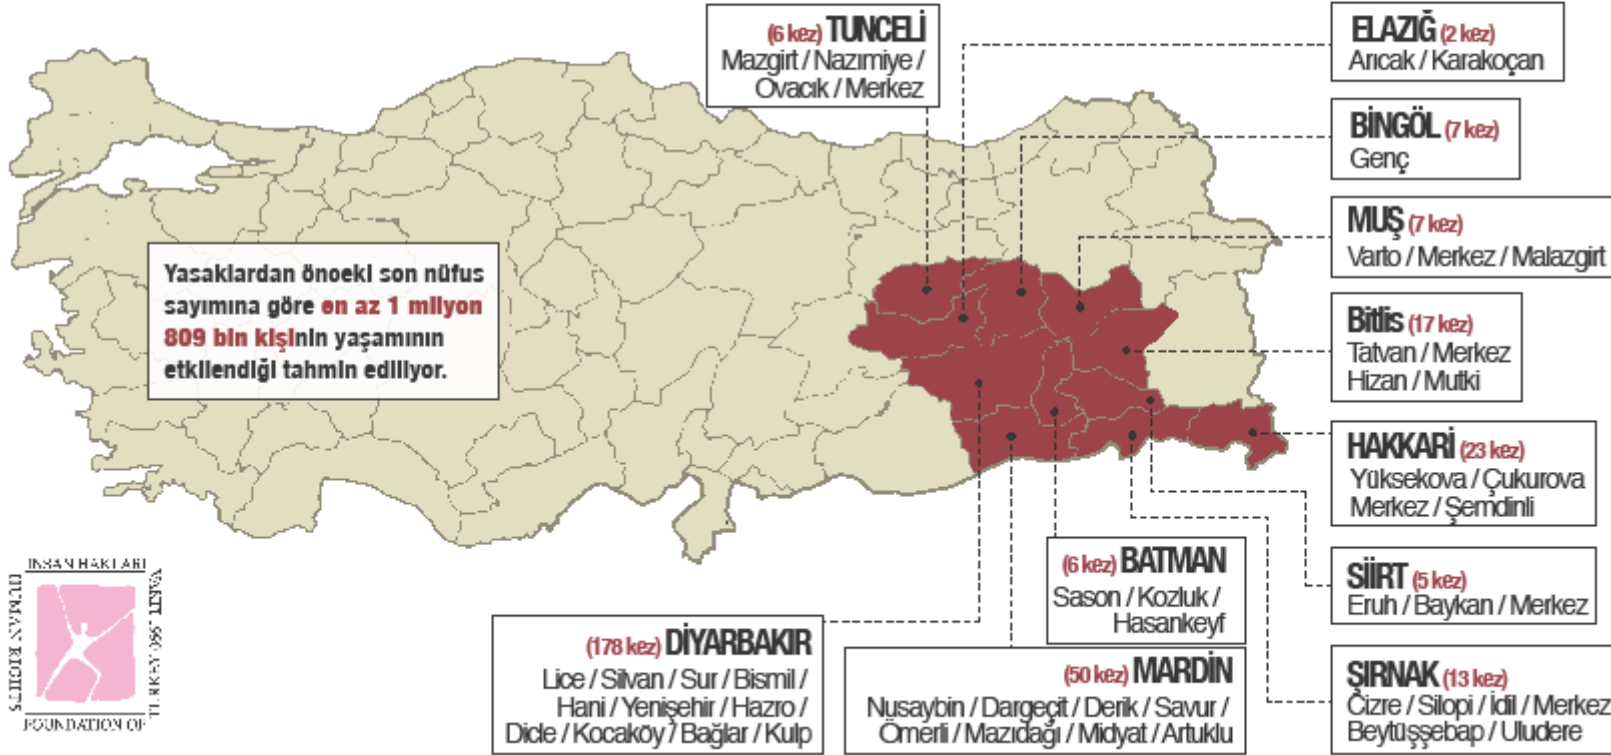 (6 kez) TUNCELİ
Mazgirt / Nazımiye /
Ovacık / Merkez
ELAZIĞ (2 kez)
Arıcak / Karakoçan
BİNGÖL (7 kez)
Genç
MUŞ (7 kez)
Varto / Merkez / Malazgirt
Bitlis (17 kez)
Tatvan / Merkez
Hizan / Mutki
HAKKARİ (23 kez)
Yüksekova / Çukurova
Merkez / Şemdinli
SİİRT (5 kez)
Eruh / Baykan / Merkez
ŞIRNAK (13 kez)
Cizre / Silopi / İdil / Merkez
Beytüşşebap / Uludere
(6 kez) BATMAN
Sason / Kozluk /
Hasankeyf
(50 kez) MARDİN
Nusaybin / Dargeçit / Derik / Savur /
Ömerli / Mazıdağı / Midyat / Artuklu
(178 kez) DİYARBAKIR
Lice / Silvan / Sur / Bismil /
Hani / Yenişehir / Hazro /
Dicle / Kocaköy / Bağlar / Kulp
Yasaklardan önceki son nüfus
sayımına göre en az 1 milyon
809 bin kişinin yaşamının
etkilendiği tahmin ediliyor.
INSAN HAKLARI
VAKFI 1990 TURKEY
FOUNDATION OF
HUMAN RIGHTS